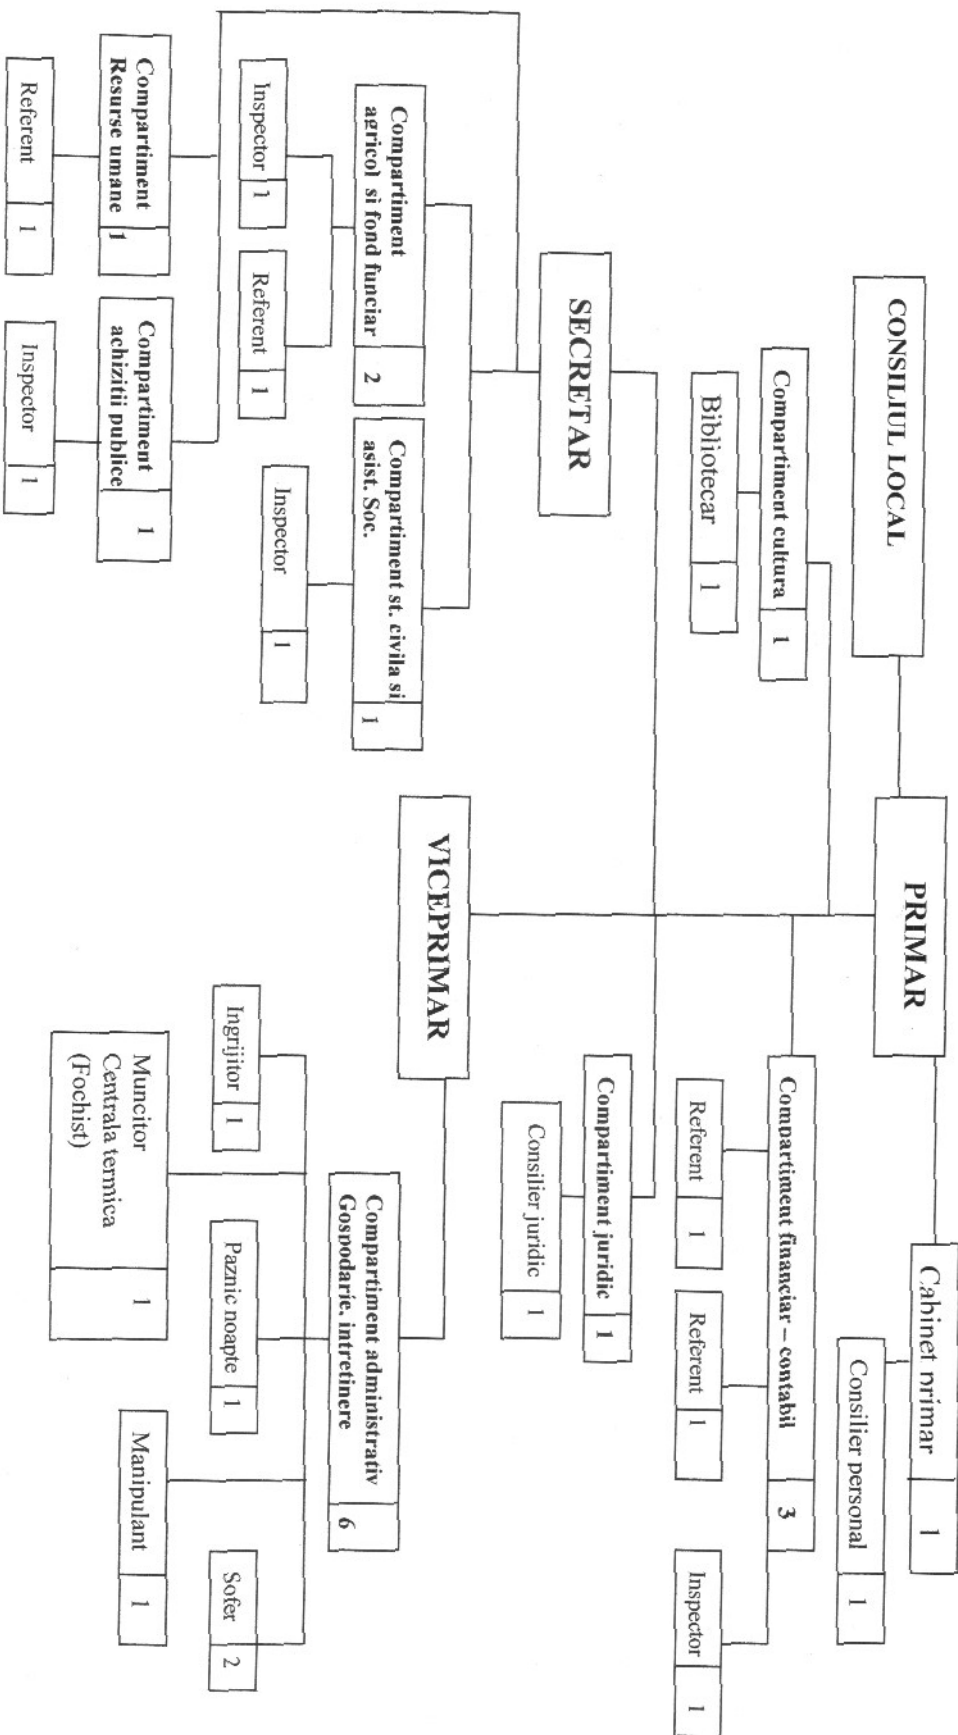 CONSILIUL LOCAL
PRIMAR
Cabinet primar 1
Consilier personal 1
Compartiment cultura 1
Bibliotecar 1
Compartiment financiar – contabil 3
Referent 1
Referent 1
Inspector 1
SECRETAR
Compartiment juridic 1
Consilier juridic 1
VICEPRIMAR
Compartiment
agricol si fond funciar 2
Inspector 1
Referent 1
Compartiment st. civila si
asist. Soc. 1
Inspector 1
Compartiment administrativ
Gospodarie. intretinere 6
Ingrijitor 1
Paznic noapte 1
Sofer 2
Muncitor
Centrala termica
(Fochist) 1
Manipulant 1
Compartiment
Resurse umane 1
Referent 1
Compartiment
achizitii publice 1
Inspector 1